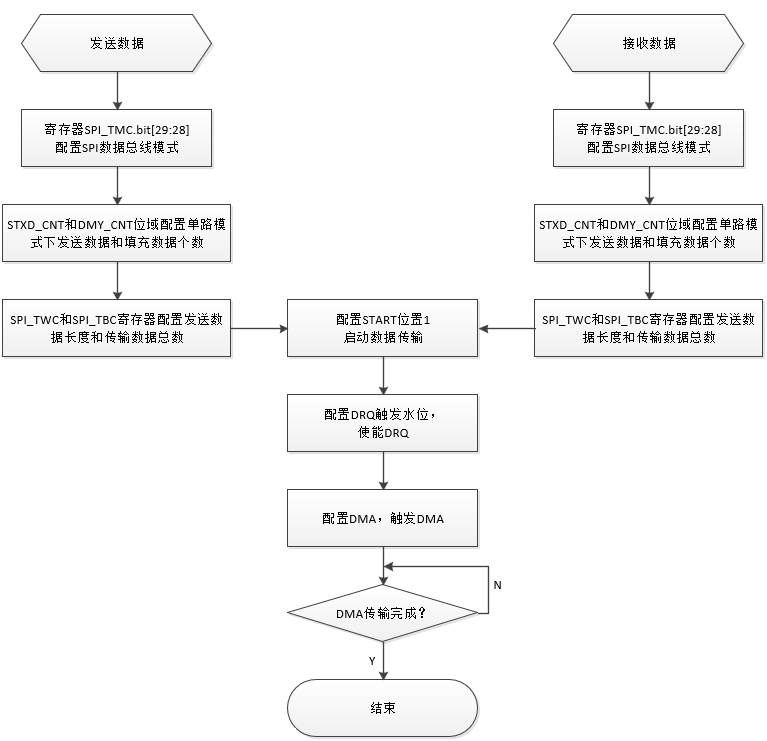 发送数据
寄存器SPI_TMC.bit[29:28]
配置SPI数据总线模式
STXD_CNT和DMY_CNT位域配置单路模
式下发送数据和填充数据个数
SPI_TWC和SPI_TBC寄存器配置发送数
据长度和传输数据总数
接收数据
寄存器SPI_TMC.bit[29:28]
配置SPI数据总线模式
STXD_CNT和DMY_CNT位域配置单路模
式下发送数据和填充数据个数
SPI_TWC和SPI_TBC寄存器配置发送数
据长度和传输数据总数
配置START位置1
启动数据传输
配置DRQ触发水位，
使能DRQ
配置DMA，触发DMA
DMA传输完成？
N
Y
结束